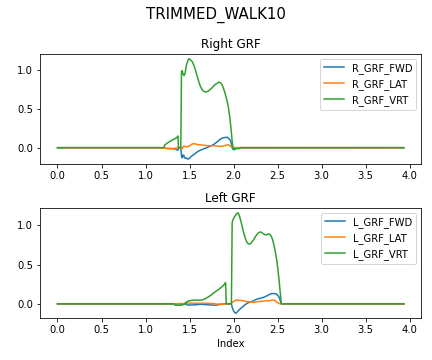 TRIMMED_WALK10
Right GRF
1.0
0.5
0.0
R_GRF_FWD
R_GRF_LAT
R_GRF_VRT
0.0 0.5 1.0 1.5 2.0 2.5 3.0 3.5 4.0
Left GRF
1.0
0.5
0.0
L_GRF_FWD
L_GRF_LAT
L_GRF_VRT
0.0 0.5 1.0 1.5 2.0 2.5 3.0 3.5 4.0
Index